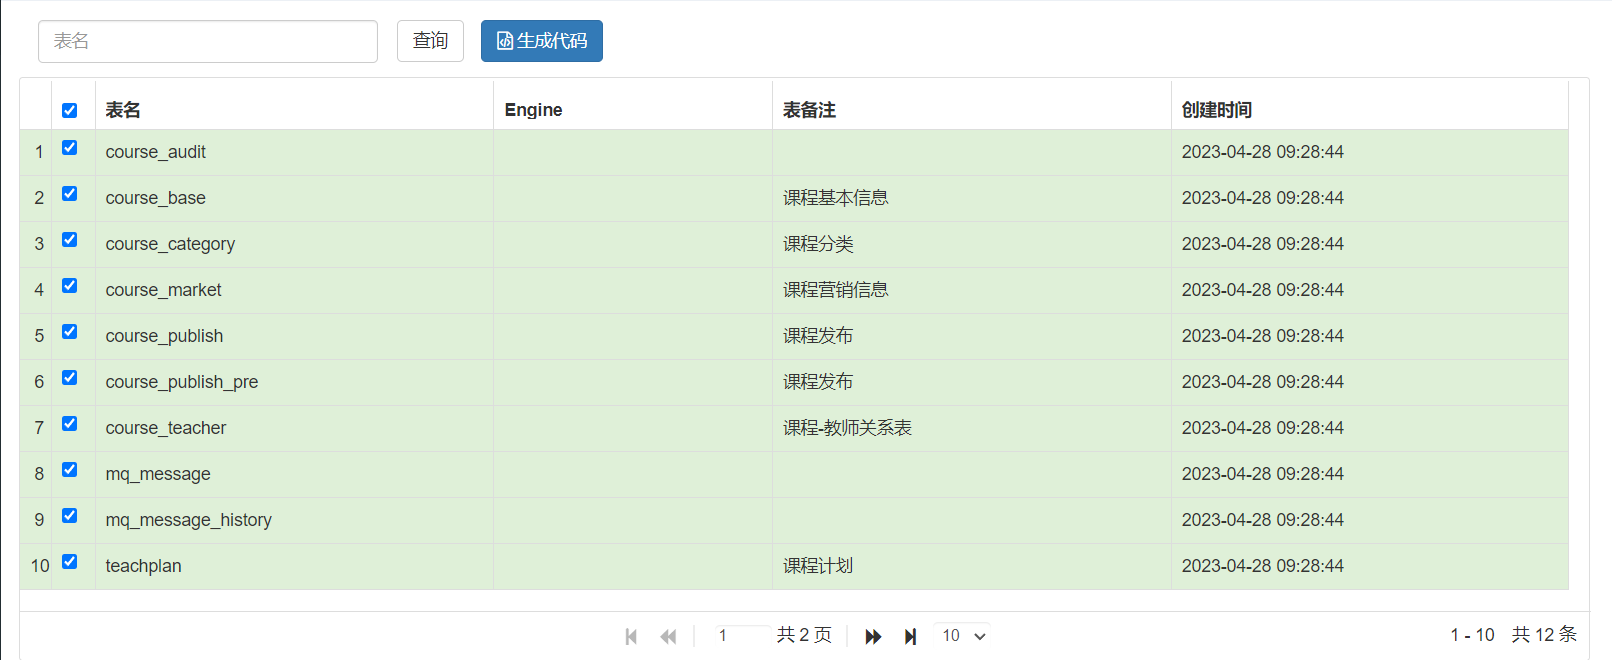 表名 查询 生成代码
表名 Engine 表备注 创建时间
1 course_audit 2023-04-28 09:28:44
2 course_base 课程基本信息 2023-04-28 09:28:44
3 course_category 课程分类 2023-04-28 09:28:44
4 course_market 课程营销信息 2023-04-28 09:28:44
5 course_publish 课程发布 2023-04-28 09:28:44
6 course_publish_pre 课程发布 2023-04-28 09:28:44
7 course_teacher 课程-教师关系表 2023-04-28 09:28:44
8 mq_message 2023-04-28 09:28:44
9 mq_message_history 2023-04-28 09:28:44
10 teachplan 课程计划 2023-04-28 09:28:44
1 共 2 页 10 1 - 10 共 12 条